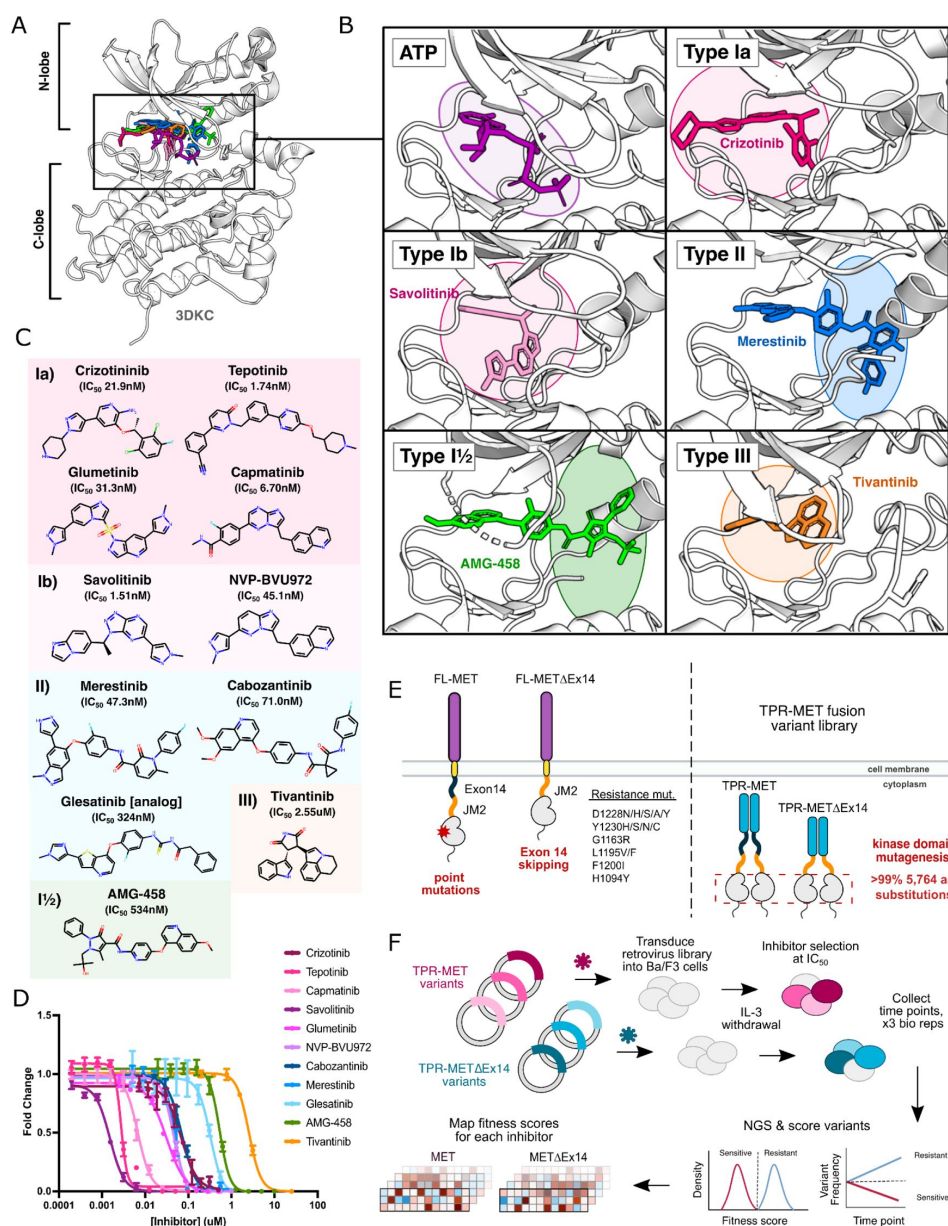 A
N-lobe
C-lobe
3DKC
B
ATP
Type Ia
Crizotinib
Type Ib
Savolitinib
Type II
Merestinib
Type I½
AMG-458
Type III
Tivantinib
C
Ia)
Crizotininib
(IC50 21.9nM)
Tepotinib
(IC50 1.74nM)
Glumetinib
(IC50 31.3nM)
Capmatinib
(IC50 6.70nM)
Ib)
Savolitinib
(IC50 1.51nM)
NVP-BVU972
(IC50 45.1nM)
II)
Merestinib
(IC50 47.3nM)
Cabozantinib
(IC50 71.0nM)
Glesatinib [analog]
(IC50 324nM)
III)
Tivantinib
(IC50 2.55uM)
I½)
AMG-458
(IC50 534nM)
D
Fold Change
1.5
1.0
0.5
0.0
0.0001
0.001
0.01
0.1
1
10
100
[Inhibitor] (uM)
Crizotinib
Tepotinib
Capmatinib
Savolitinib
Glumetinib
NVP-BVU972
Cabozantinib
Merestinib
Glesatinib
AMG-458
Tivantinib
E
FL-MET
FL-METΔEx14
Exon14
JM2
JM2
point
mutations
Exon 14
skipping
Resistance mut.
D1228N/H/S/A/Y
Y1230H/S/N/C
G1163R
L1195V/F
F1200I
H1094Y
TPR-MET fusion
variant library
cell membrane
cytoplasm
TPR-MET
TPR-METΔEx14
kinase domain
mutagenesis
>99% 5,764 a
substitutions
F
TPR-MET
variants
TPR-METΔEx14
variants
Transduce
retrovirus library
into Ba/F3 cells
IL-3
withdrawal
Inhibitor selection
at IC50
Collect
time points,
x3 bio reps
NGS & score variants
Density
Sensitive
Resistant
Fitness score
Variant
Frequency
Resistant
Sensitive
Time point
Map fitness scores
for each inhibitor
MET
METΔEx14